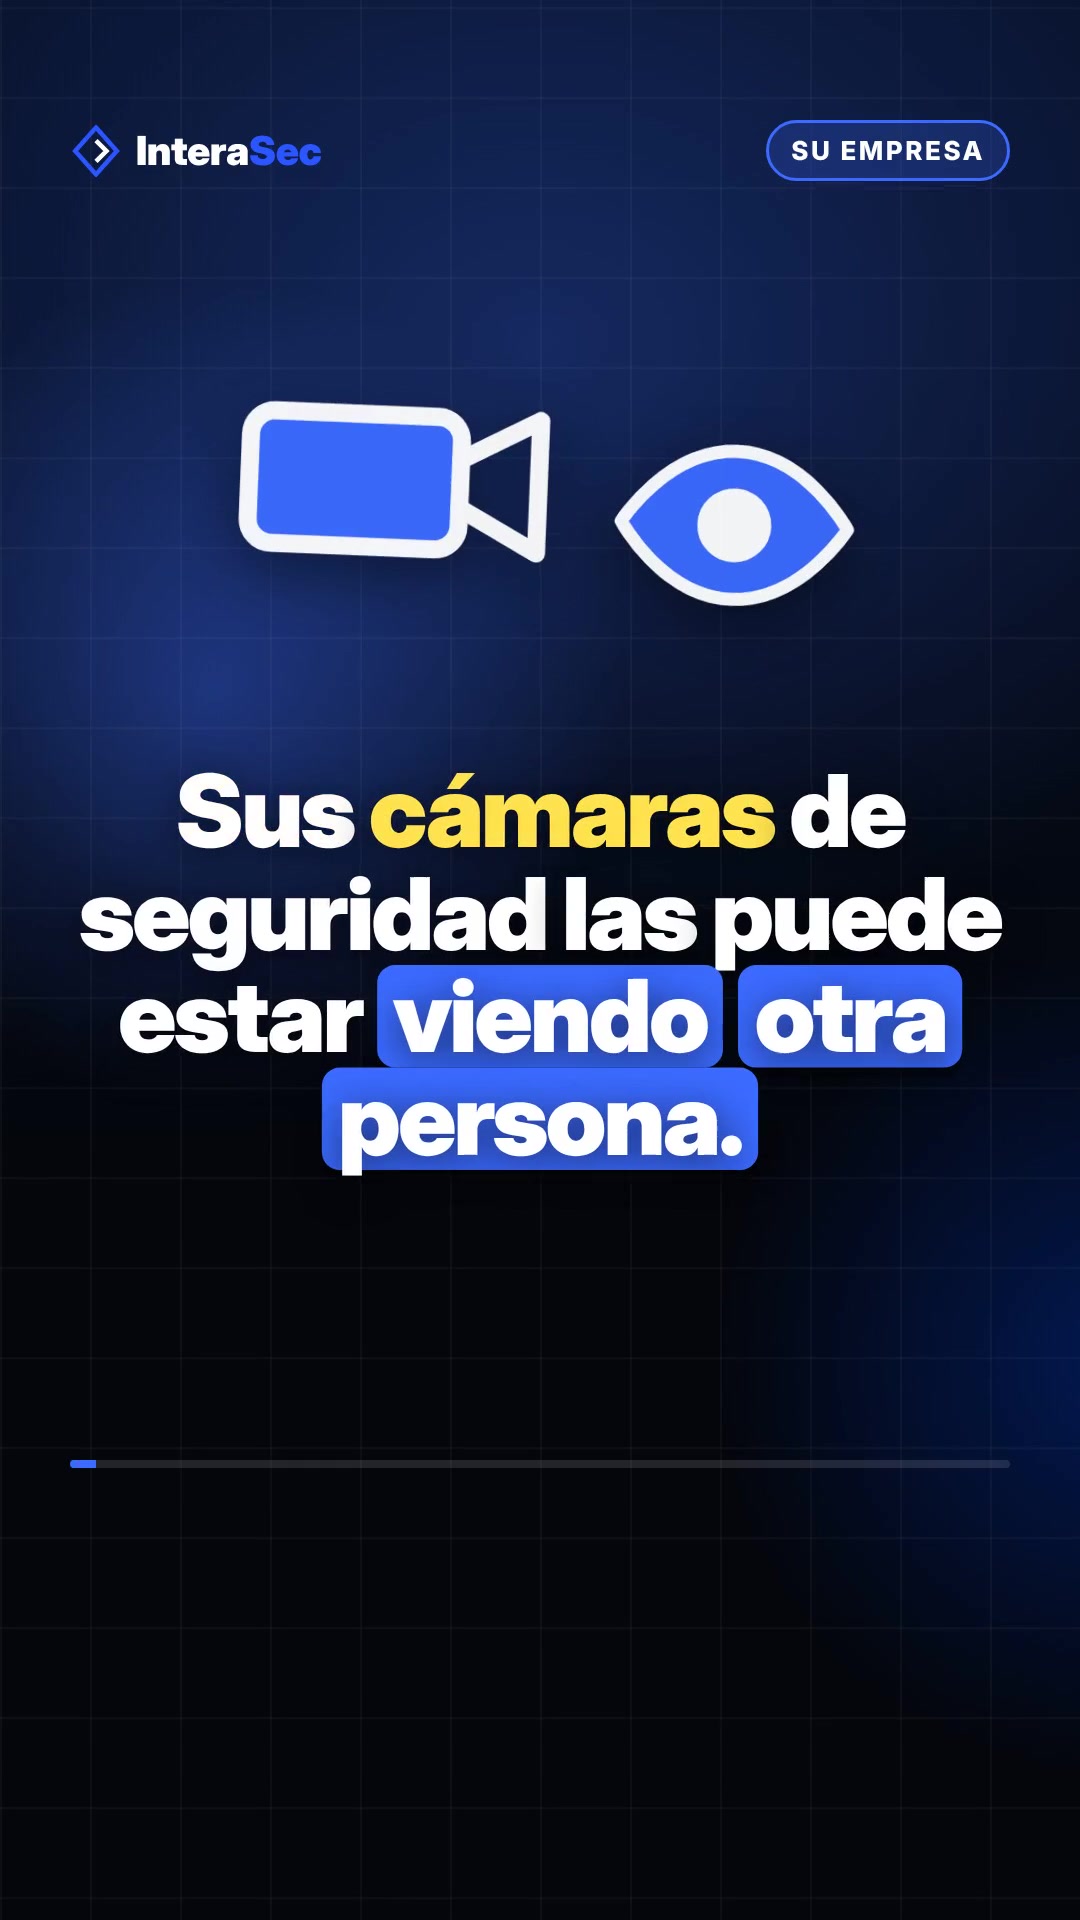 InteraSec
SU EMPRESA
Sus cámaras de
seguridad las puede
estar viendo otra
persona.